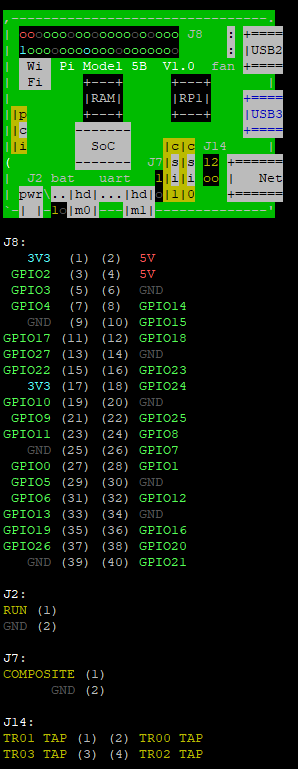 ,--------------------------------.
| oooooooooooooooooooo J8   : +====
| 1ooooooooooooooooooo      : |USB2
|  Wi  Pi Model 5B  V1.0  fan +====
|  Fi     +---+      +---+       |
|         |RAM|      |RP1|    +====
||p       +---+      +---+    |USB3
||c      -------              +====
||i        SoC      |c|c J14     |
(        -------  J7|s|s 12 +======
|  J2 bat   uart   1|i|i oo |   Net
| pwr\..|hd|...|hd|o|1|0    +======
`-| |-1o|m0|---|m1|--------------'
J8:
3V3 (1) (2) 5V
GPIO2 (3) (4) 5V
GPIO3 (5) (6) GND
GPIO4 (7) (8) GPIO14
GND (9) (10) GPIO15
GPIO17 (11) (12) GPIO18
GPIO27 (13) (14) GND
GPIO22 (15) (16) GPIO23
3V3 (17) (18) GPIO24
GPIO10 (19) (20) GND
GPIO9 (21) (22) GPIO25
GPIO11 (23) (24) GPIO8
GND (25) (26) GPIO7
GPIO0 (27) (28) GPIO1
GPIO5 (29) (30) GND
GPIO6 (31) (32) GPIO12
GPIO13 (33) (34) GND
GPIO19 (35) (36) GPIO16
GPIO26 (37) (38) GPIO20
GND (39) (40) GPIO21
J2:
RUN (1)
GND (2)
J7:
COMPOSITE (1)
GND (2)
J14:
TR01 TAP (1) (2) TR00 TAP
TR03 TAP (3) (4) TR02 TAP